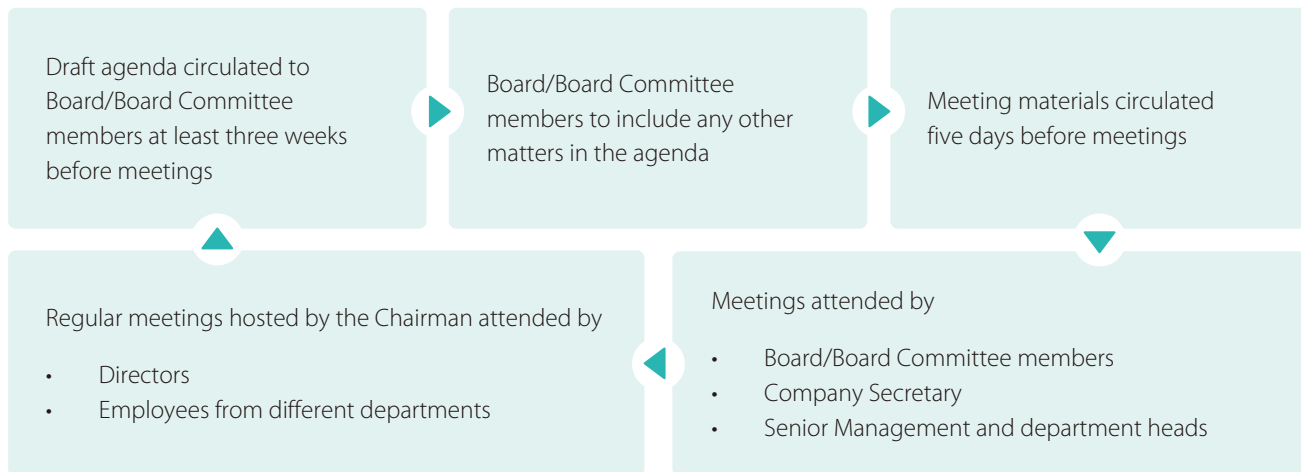 Draft agenda circulated to
Board/Board Committee
members at least three weeks
before meetings
Board/Board Committee
members to include any other
matters in the agenda
Meeting materials circulated
five days before meetings
Regular meetings hosted by the Chairman attended by
• Directors
• Employees from different departments
Meetings attended by
• Board/Board Committee members
• Company Secretary
• Senior Management and department heads